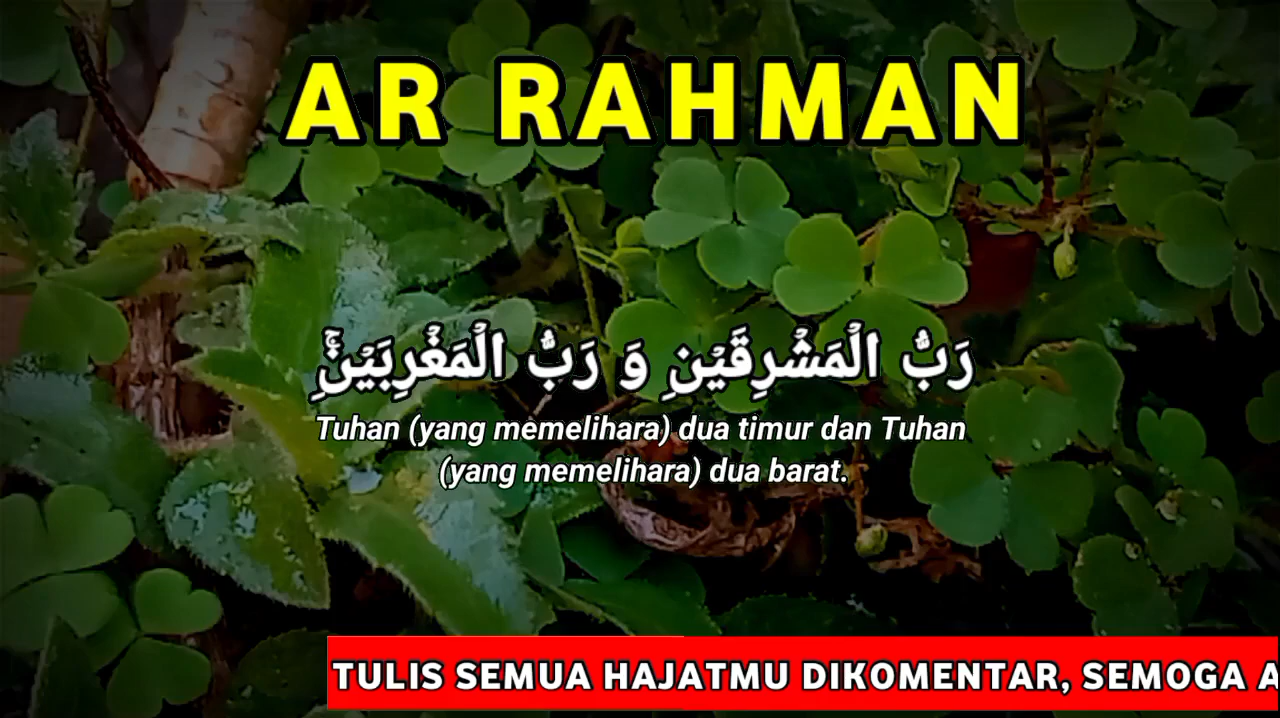 AR RAHMAN
رَبُّ الْمَشْرِقَيْنِ وَ رَبُّ الْمَغْرِبَيْنِۚ
Tuhan (yang memelihara) dua timur dan Tuhan
(yang memelihara) dua barat.
TULIS SEMUA HAJATMU DIKOMENTAR, SEMOGA A